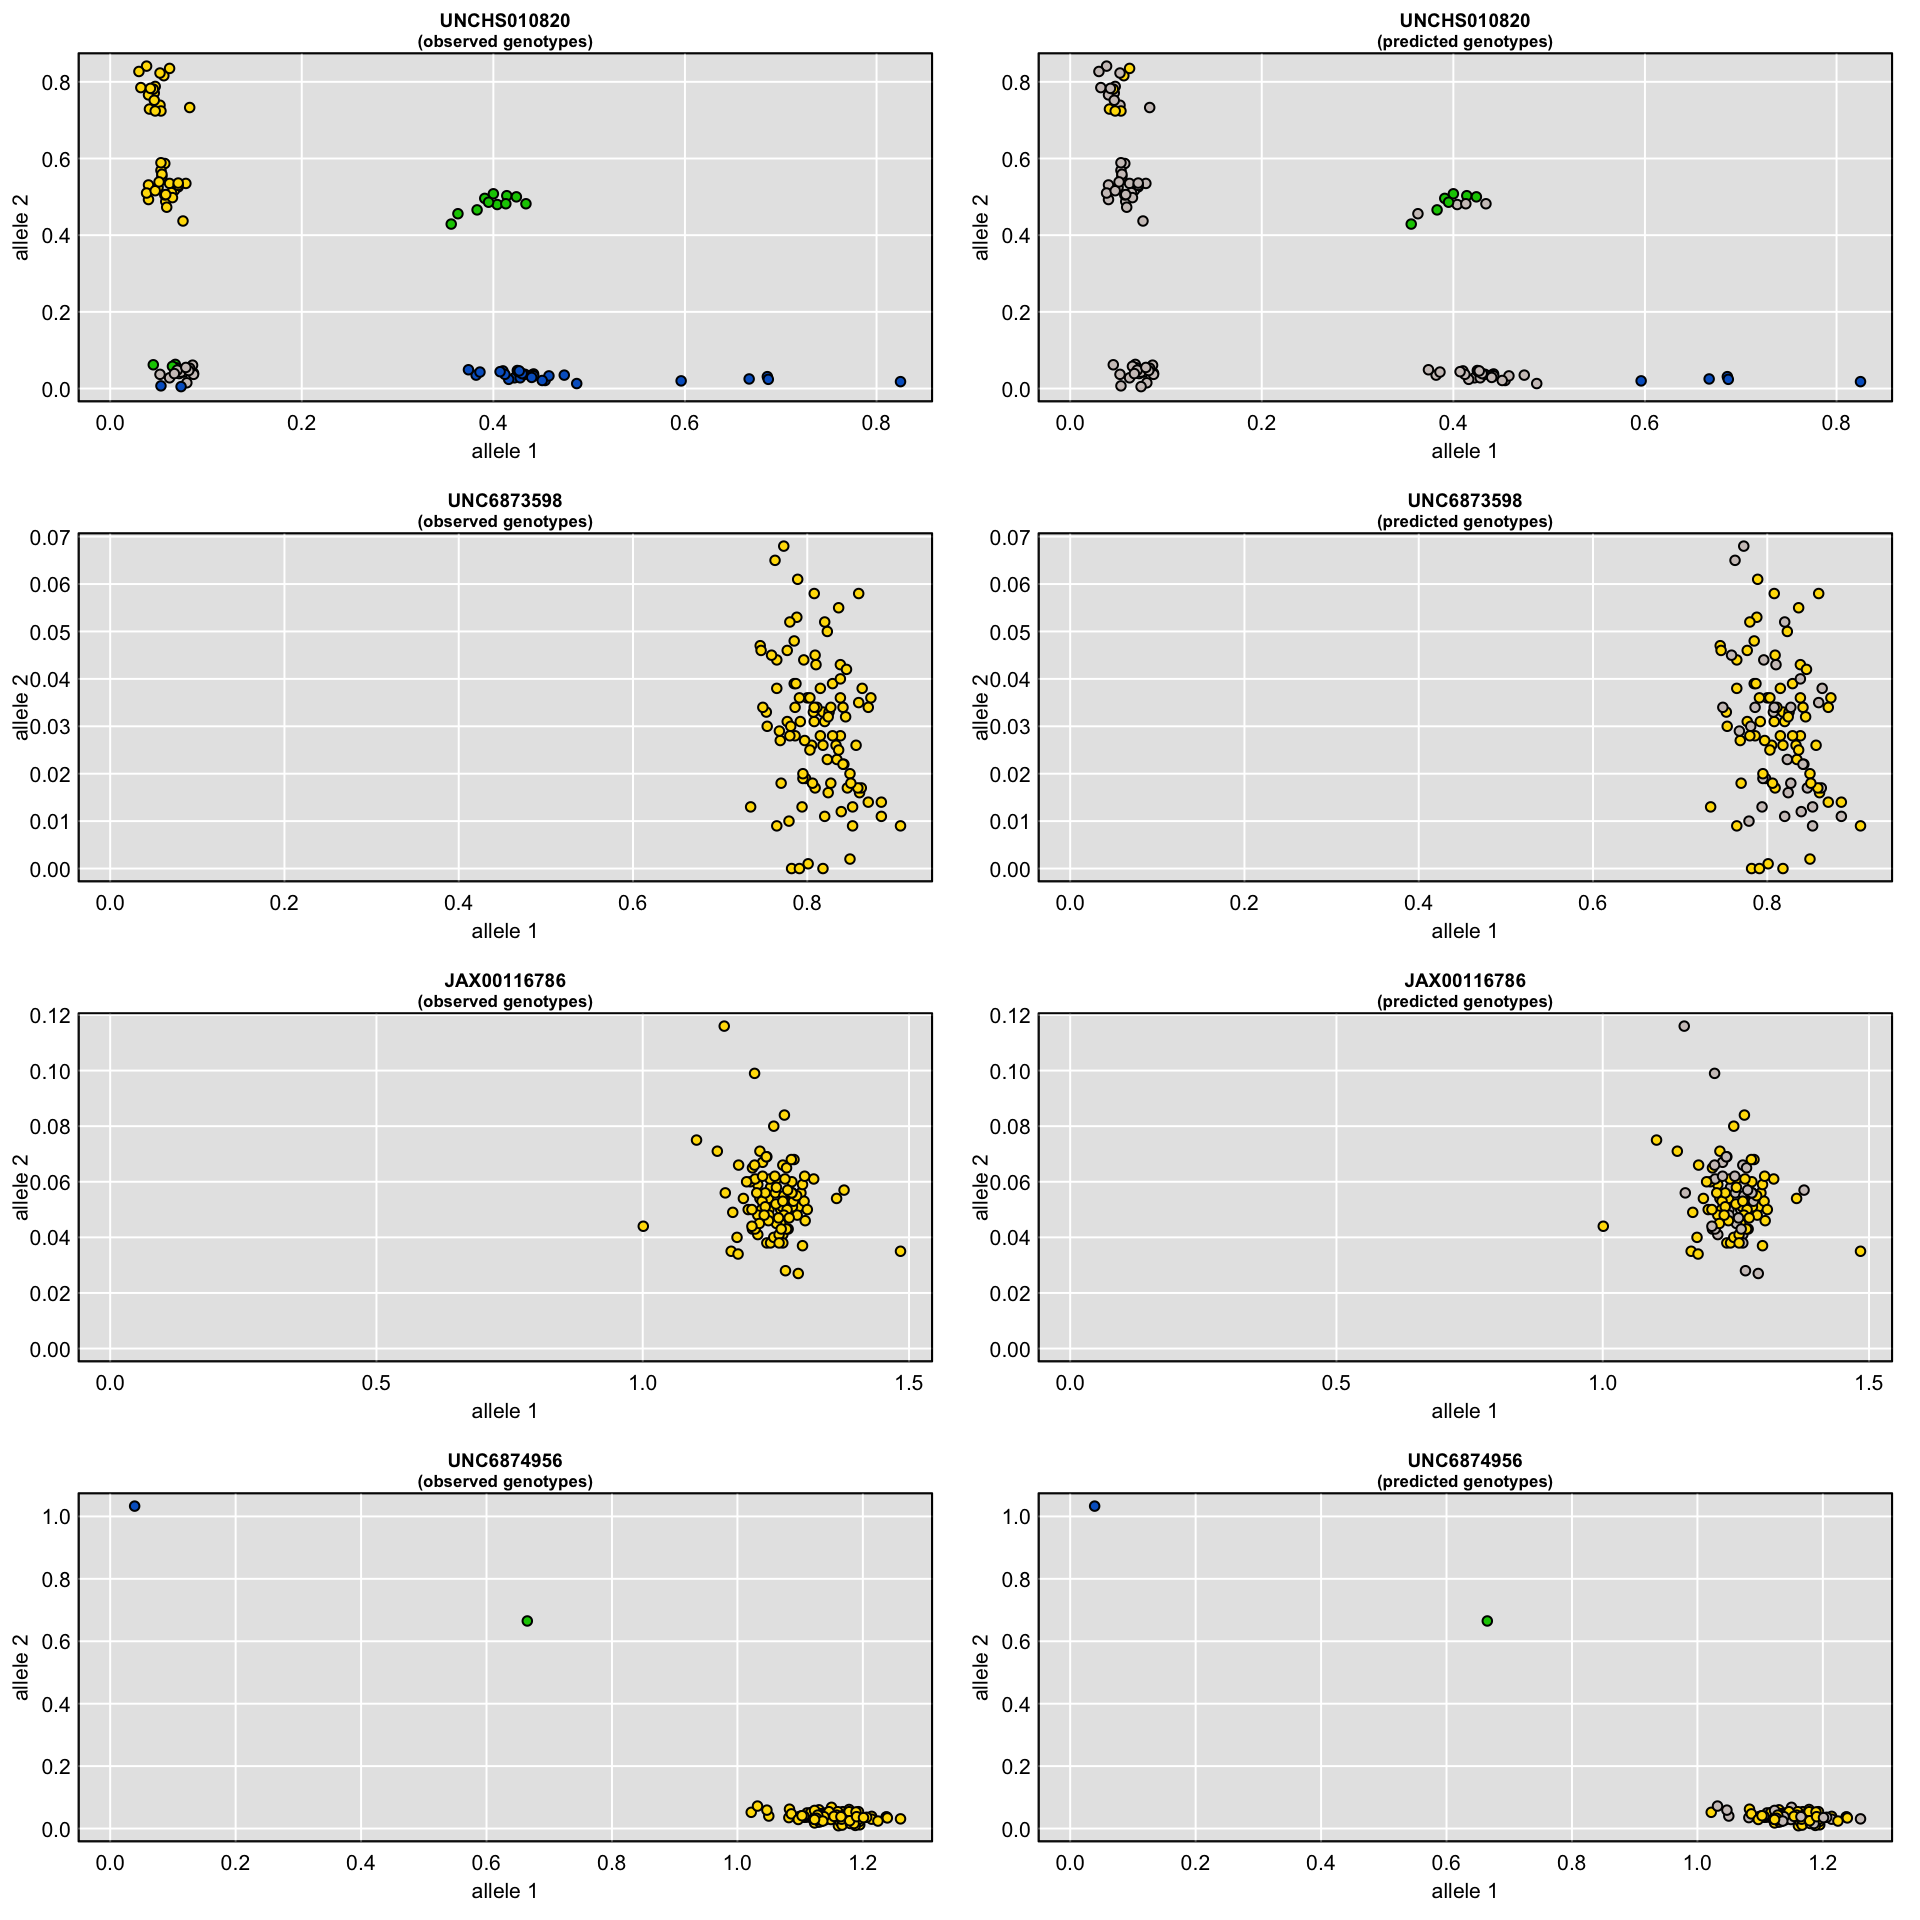 UNCHS010820
(observed genotypes)
allele 2
0.8
0.6
0.4
0.2
0.0
0.0 0.2 0.4 0.6 0.8
allele 1
UNCHS010820
(predicted genotypes)
allele 2
0.8
0.6
0.4
0.2
0.0
0.0 0.2 0.4 0.6 0.8
allele 1
UNC6873598
(observed genotypes)
allele 2
0.07
0.06
0.05
0.04
0.03
0.02
0.01
0.00
0.0 0.2 0.4 0.6 0.8
allele 1
UNC6873598
(predicted genotypes)
allele 2
0.07
0.06
0.05
0.04
0.03
0.02
0.01
0.00
0.0 0.2 0.4 0.6 0.8
allele 1
JAX00116786
(observed genotypes)
allele 2
0.12
0.10
0.08
0.06
0.04
0.02
0.00
0.0 0.5 1.0 1.5
allele 1
JAX00116786
(predicted genotypes)
allele 2
0.12
0.10
0.08
0.06
0.04
0.02
0.00
0.0 0.5 1.0 1.5
allele 1
UNC6874956
(observed genotypes)
allele 2
1.0
0.8
0.6
0.4
0.2
0.0
0.0 0.2 0.4 0.6 0.8 1.0 1.2
allele 1
UNC6874956
(predicted genotypes)
allele 2
1.0
0.8
0.6
0.4
0.2
0.0
0.0 0.2 0.4 0.6 0.8 1.0 1.2
allele 1